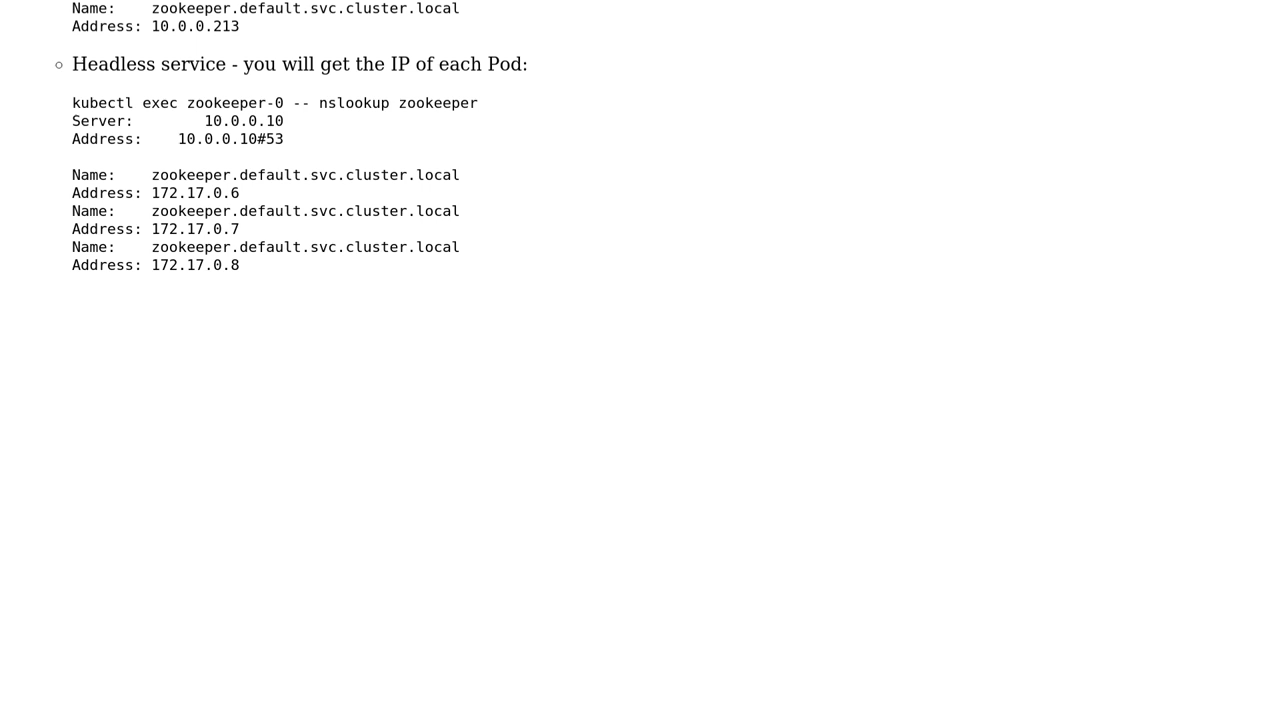 Name:    zookeeper.default.svc.cluster.local
Address: 10.0.0.213
Headless service - you will get the IP of each Pod:
kubectl exec zookeeper-0 -- nslookup zookeeper
Server:        10.0.0.10
Address:    10.0.0.10#53
Name:    zookeeper.default.svc.cluster.local
Address: 172.17.0.6
Name:    zookeeper.default.svc.cluster.local
Address: 172.17.0.7
Name:    zookeeper.default.svc.cluster.local
Address: 172.17.0.8